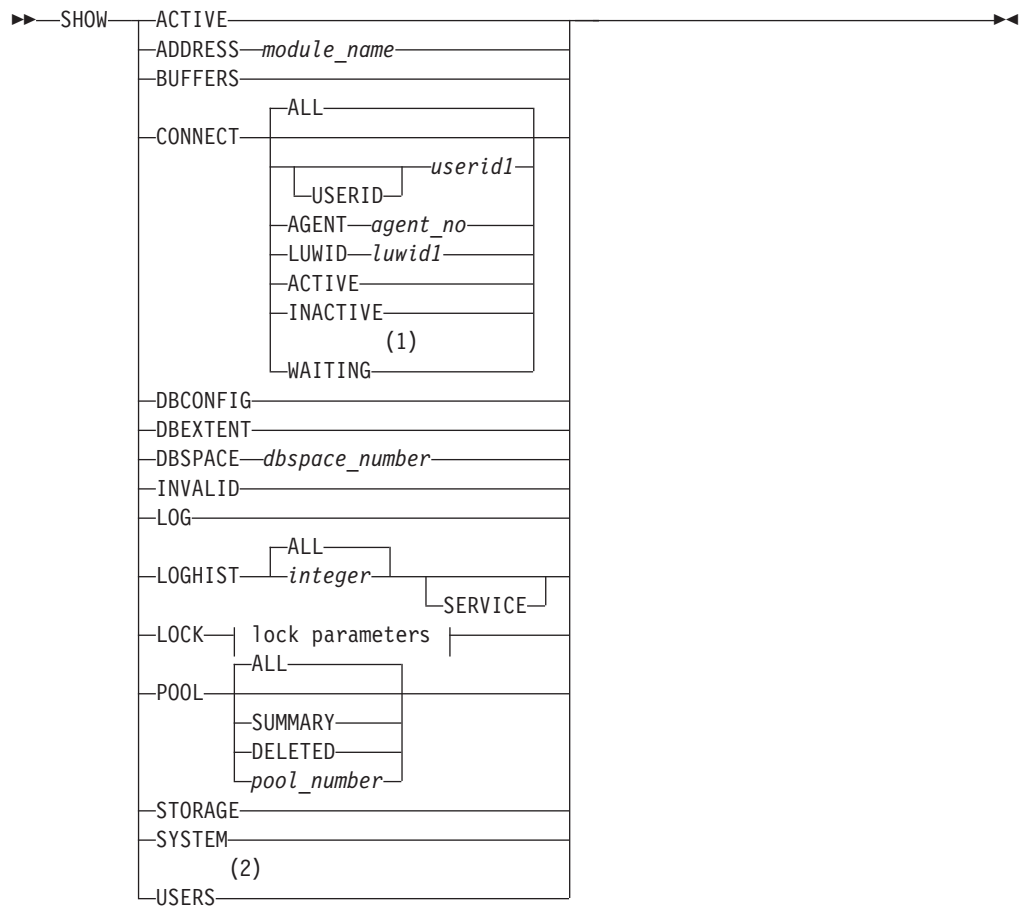 SHOW ACTIVE
ADDRESS module_name
BUFFERS
ALL
CONNECT
userid1
USERID
AGENT agent_no
LUWID luwid1
ACTIVE
INACTIVE
(1)
WAITING
DBCONFIG
DBEXTENT
DBSPACE dbspace_number
INVALID
LOG
ALL
LOGHIST integer
SERVICE
LOCK lock parameters
ALL
POOL
SUMMARY
DELETED
pool_number
STORAGE
SYSTEM
(2)
USERS